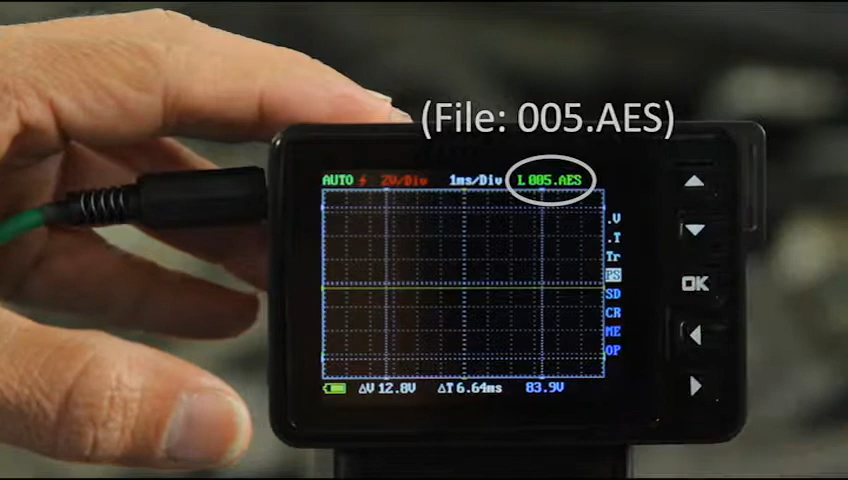 (File: 005.AES)
AUTO 2V/Div 1ms/Div L 005.AES
.V
.T
Tr
PS
SD
CR
ME
OP
OK
ΔV 12.8V ΔT 6.64ms 83.9V